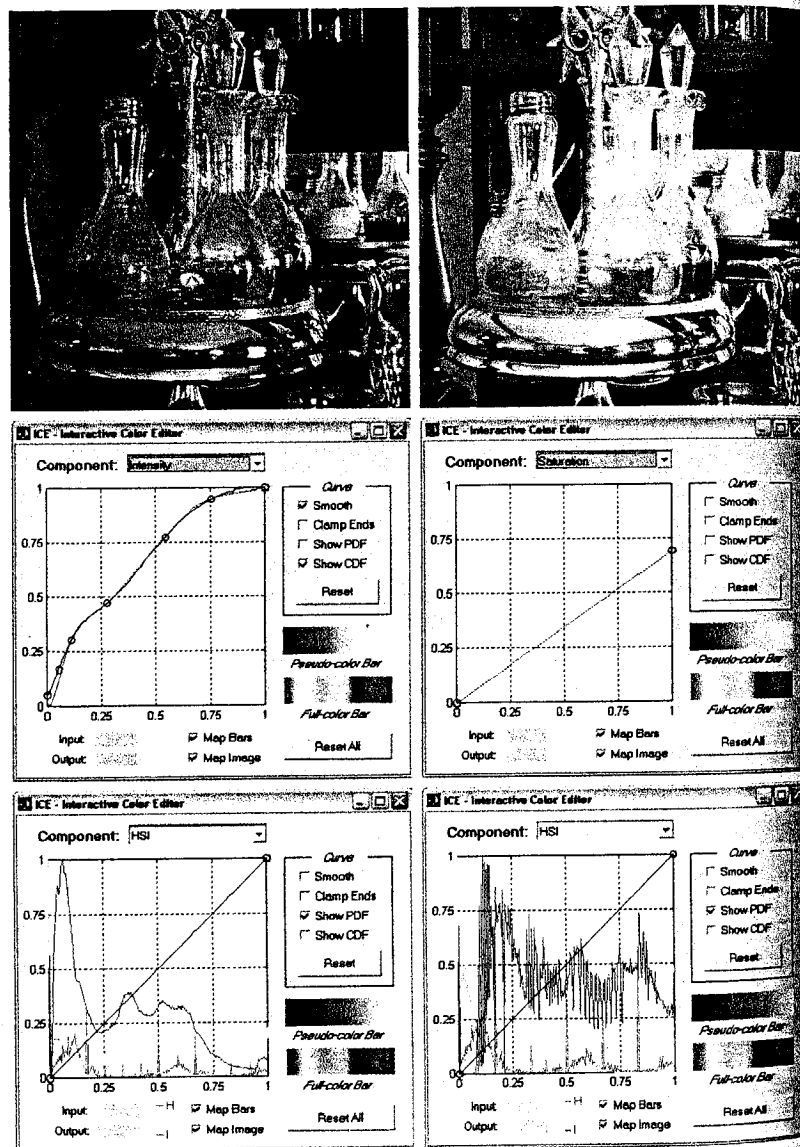 ICE - Interactive Color Editor
Component: Intensity
Curve
Smooth
Clamp Ends
Show PDF
Show CDF
Reset
Pseudo-color Bar
Full-color Bar
1
0.75
0.5
0.25
0
0.25
0.5
0.75
1
Input:
Output:
Map Bars
Map Image
Reset All
ICE - Interactive Color Editor
Component: Saturation
Curve
Smooth
Clamp Ends
Show PDF
Show CDF
Reset
Pseudo-color Bar
Full-color Bar
1
0.75
0.5
0.25
0
0.25
0.5
0.75
1
Input:
Output:
Map Bars
Map Image
Reset All
ICE - Interactive Color Editor
Component: HSI
Curve
Smooth
Clamp Ends
Show PDF
Show CDF
Reset
Pseudo-color Bar
Full-color Bar
1
0.75
0.5
0.25
0
0.25
0.5
0.75
1
Input:
Output:
H
I
Map Bars
Map Image
Reset All
ICE - Interactive Color Editor
Component: HSI
Curve
Smooth
Clamp Ends
Show PDF
Show CDF
Reset
Pseudo-color Bar
Full-color Bar
1
0.75
0.5
0.25
0
0.25
0.5
0.75
1
Input:
Output:
H
I
Map Bars
Map Image
Reset All